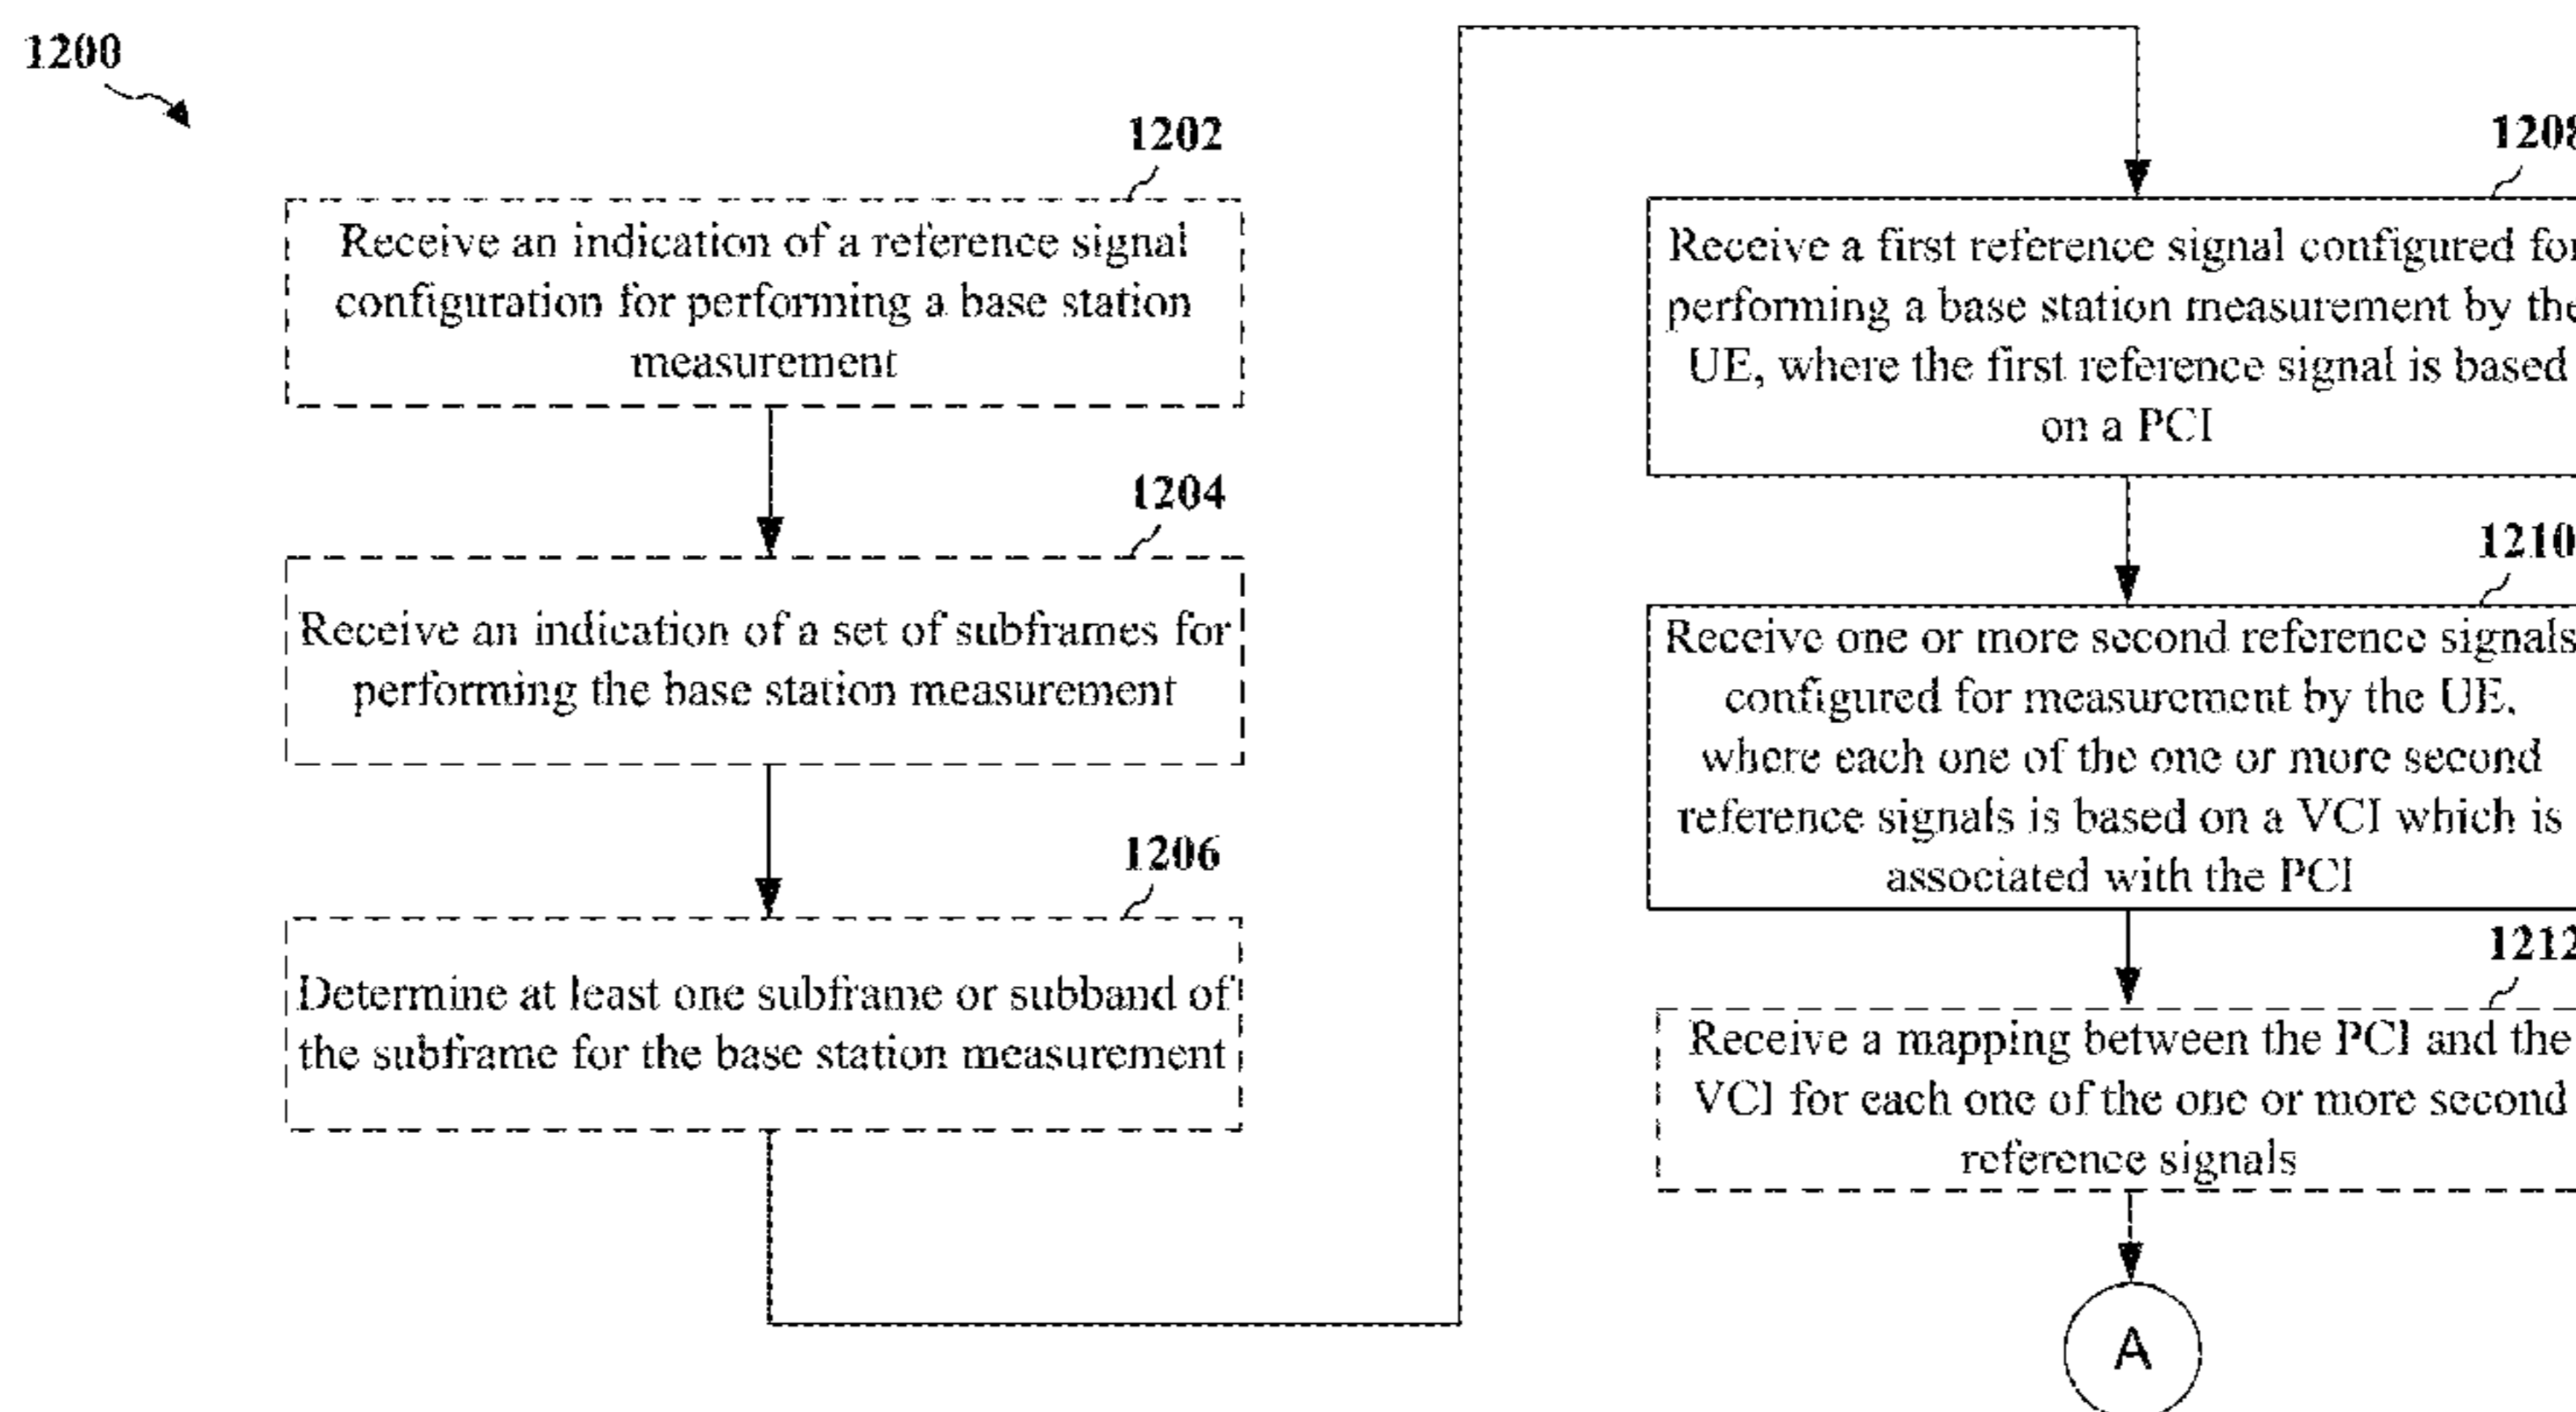 1200
1202
Receive an indication of a reference signal
configuration for performing a base station
measurement
1204
Receive an indication of a set of subframes for
performing the base station measurement
1206
Determine at least one subframe or subband of
the subframe for the base station measurement
1208
Receive a first reference signal configured for
performing a base station measurement by the
UE, where the first reference signal is based
on a PCI
1210
Receive one or more second reference signals
configured for measurement by the UE,
where each one of the one or more second
reference signals is based on a VCI which is
associated with the PCI
1212
Receive a mapping between the PCI and the
VCI for each one of the one or more second
reference signals
A